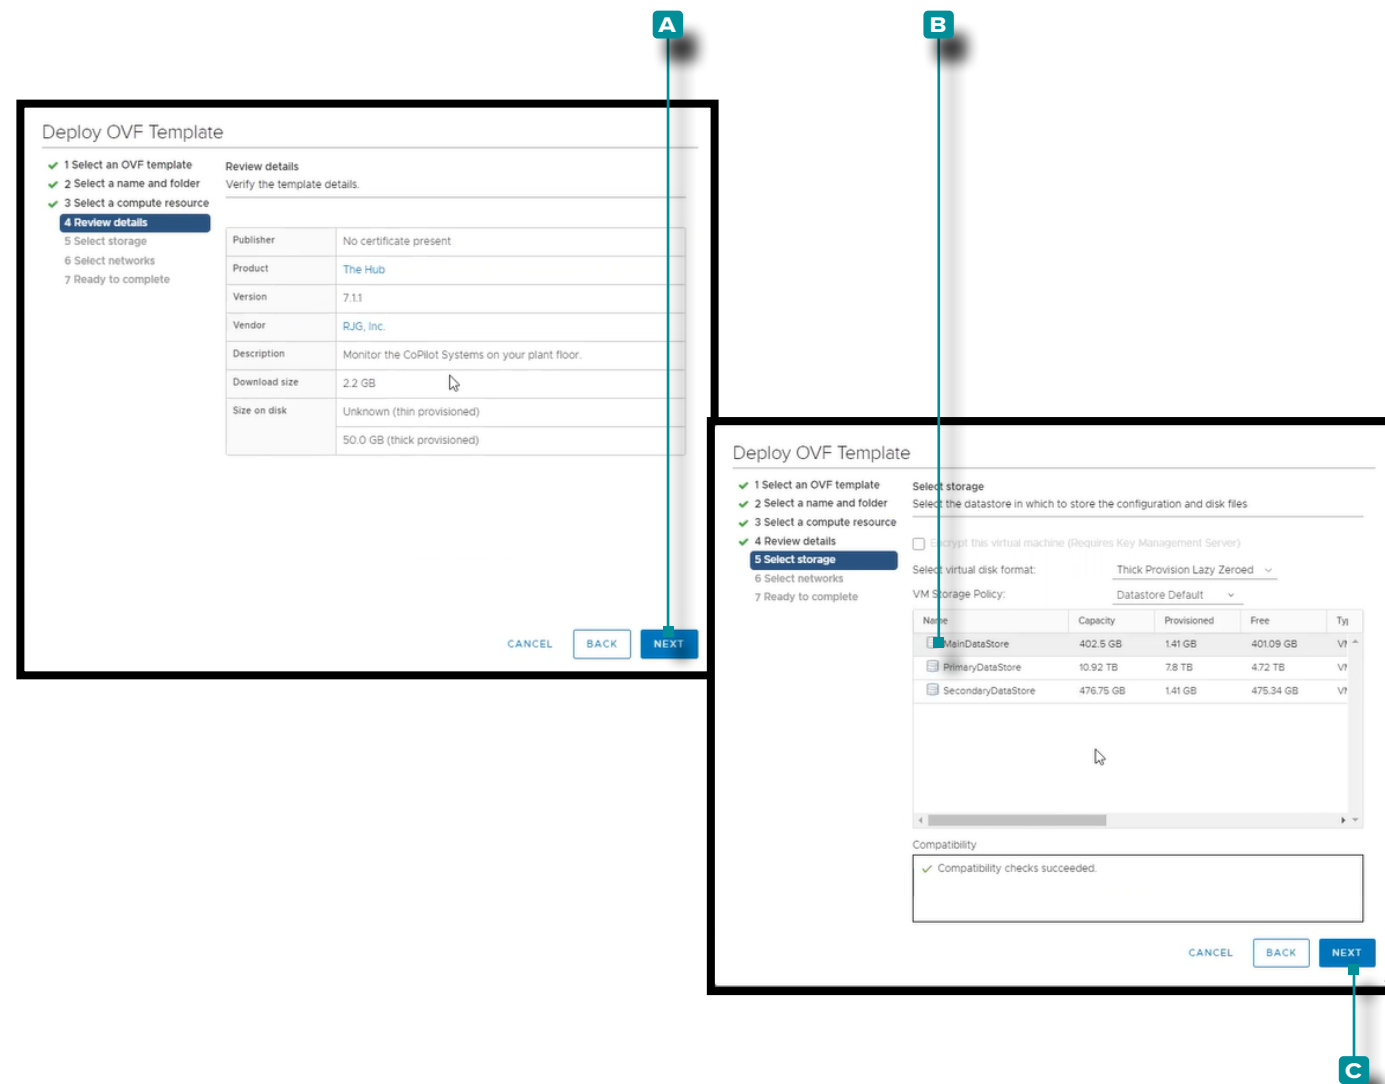 A
B
Deploy OVF Template
1 Select an OVF template
2 Select a name and folder
3 Select a compute resource
4 Review details
5 Select storage
6 Select networks
7 Ready to complete
Review details
Verify the template details.
Publisher No certificate present
Product The Hub
Version 7.1.1
Vendor RJG, Inc.
Description Monitor the CoPilot Systems on your plant floor.
Download size 2.2 GB
Size on disk Unknown (thin provisioned)
50.0 GB (thick provisioned)
CANCEL BACK NEXT
Deploy OVF Template
1 Select an OVF template
2 Select a name and folder
3 Select a compute resource
4 Review details
5 Select storage
6 Select networks
7 Ready to complete
Select storage
Select the datastore in which to store the configuration and disk files
Encrypt this virtual machine (Requires Key Management Server)
Select virtual disk format: Thick Provision Lazy Zeroed
VM Storage Policy: Datastore Default
Name Capacity Provisioned Free Ty
MainDataStore 402.5 GB 1.41 GB 401.09 GB VM
PrimaryDataStore 10.92 TB 7.8 TB 4.72 TB VM
SecondaryDataStore 476.75 GB 1.41 GB 475.34 GB VM
Compatibility
Compatibility checks succeeded.
CANCEL BACK NEXT
C